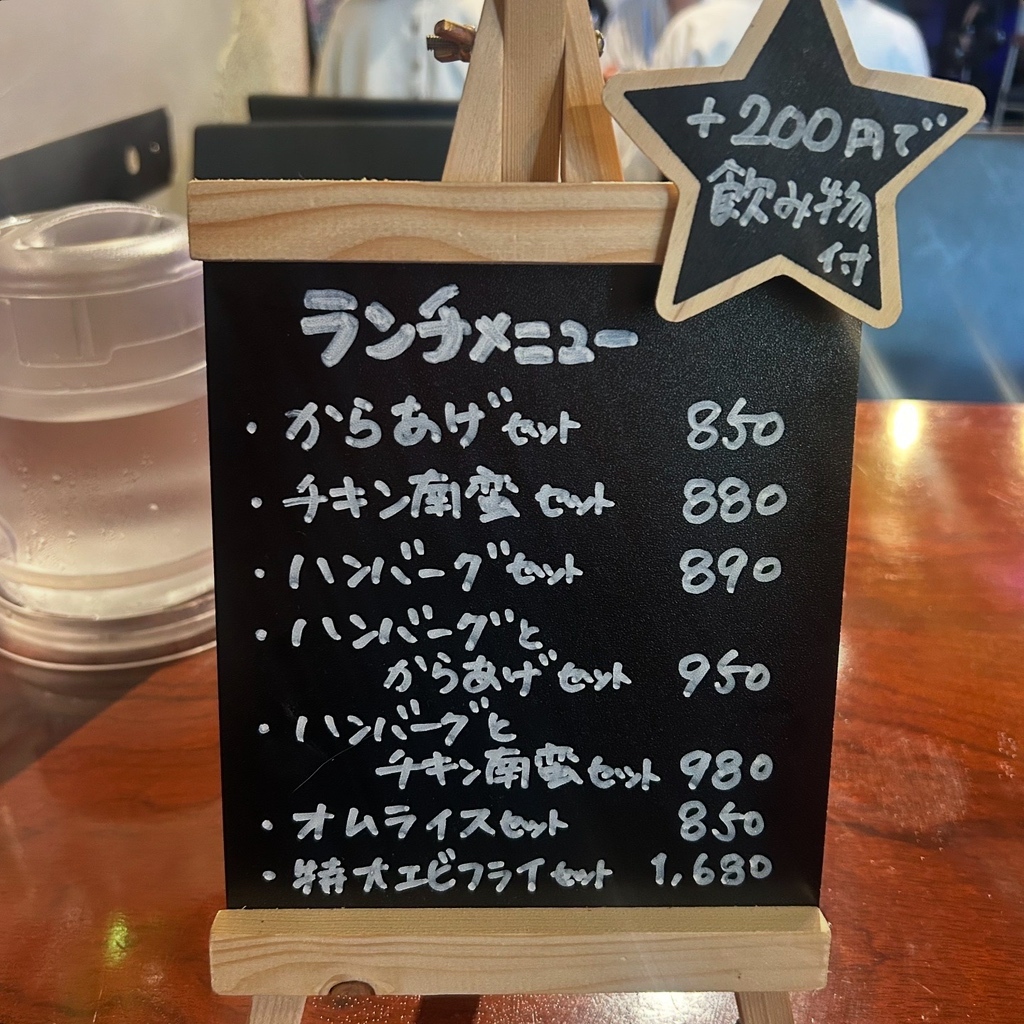 +200円で
飲み物
付
ランチメニュー
・からあげセット 850
・チキン南蛮セット 880
・ハンバーグセット 890
・ハンバーグと
からあげセット 950
・ハンバーグと
チキン南蛮セット 980
・オムライスセット 850
・特大エビフライセット 1,680